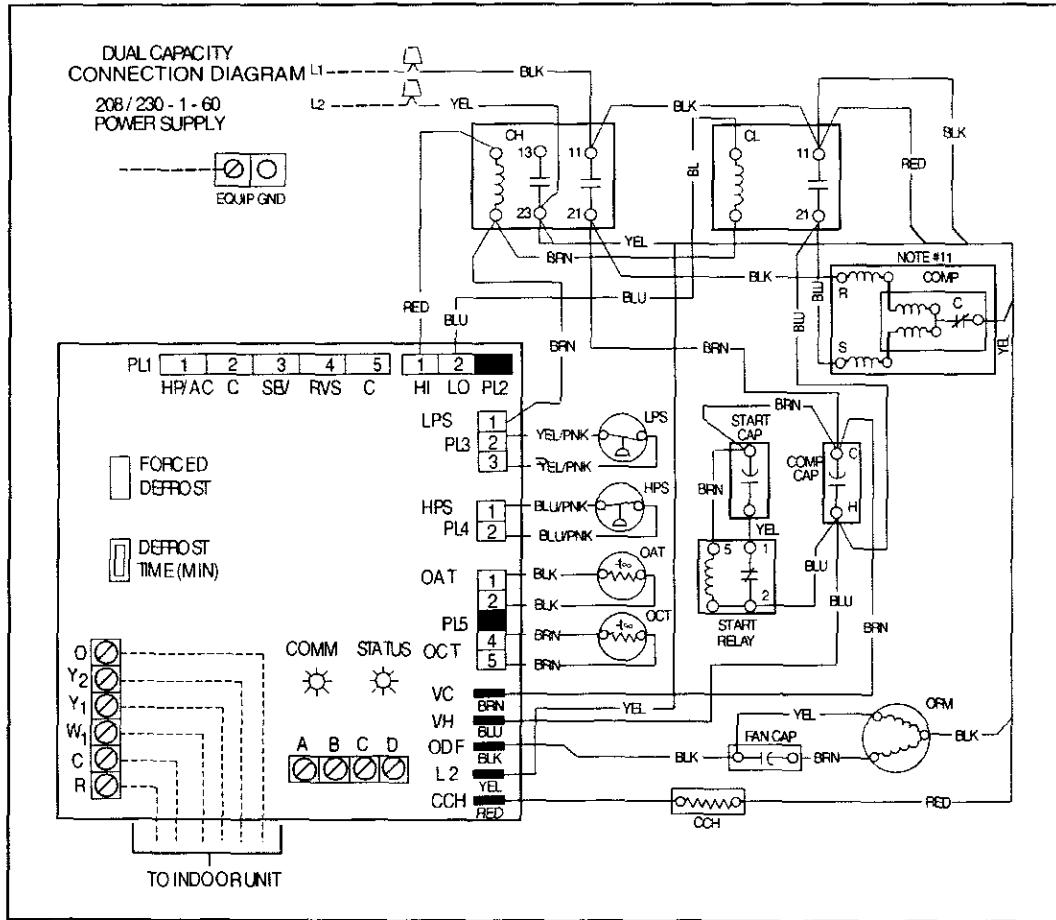 DUAL CAPACITY
CONNECTION DIAGRAM
208 / 230 - 1 - 60
POWER SUPPLY
L1
BLK
L2
YEL
EQUIP GND
CH
13
11
23
21
BLK
CL
11
21
BL
RED
BLK
YEL
BRN
NOTE #11
COMP
BLK
R
C
S
BLU
BLU
YEL
RED
BLU
BLU
BRN
BRN
PL1
1 2 3 4 5
HP/AC C SEV RVS C
1 2
HI LO PL2
LPS
PL3
1
2
3
YEL/PNK
YEL/PNK
LPS
FORCED
DEFROST
HPS
PL4
1
2
BLU/PNK
BLU/PNK
HPS
DEFROST
TIME (MIN)
OAT
1
2
BLK
BLK
OAT
PL5
OCT
4
5
BRN
BRN
OCT
BRN
START
CAP
BRN
YEL
COMP
CAP
C
H
5
1
2
START
RELAY
BLU
BLU
BRN
O
Y2
Y1
W1
C
R
COMM
STATUS
A B C D
VC
BRN
VH
BLU
ODF
BLK
L2
YEL
CCH
RED
YEL
BLK
FAN CAP
YEL
BRN
OFM
BLK
CCH
RED
TO INDOOR UNIT